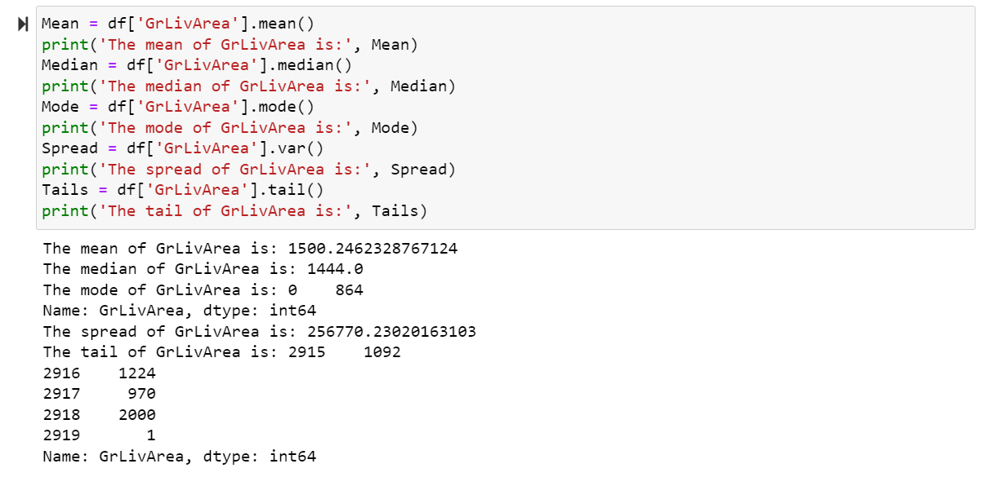 Mean = df['GrLivArea'].mean()
print('The mean of GrLivArea is:', Mean)
Median = df['GrLivArea'].median()
print('The median of GrLivArea is:', Median)
Mode = df['GrLivArea'].mode()
print('The mode of GrLivArea is:', Mode)
Spread = df['GrLivArea'].var()
print('The spread of GrLivArea is:', Spread)
Tails = df['GrLivArea'].tail()
print('The tail of GrLivArea is:', Tails)
The mean of GrLivArea is: 1500.2462328767124
The median of GrLivArea is: 1444.0
The mode of GrLivArea is: 0    864
Name: GrLivArea, dtype: int64
The spread of GrLivArea is: 256770.23020163103
The tail of GrLivArea is: 2915    1092
2916    1224
2917     970
2918    2000
2919       1
Name: GrLivArea, dtype: int64